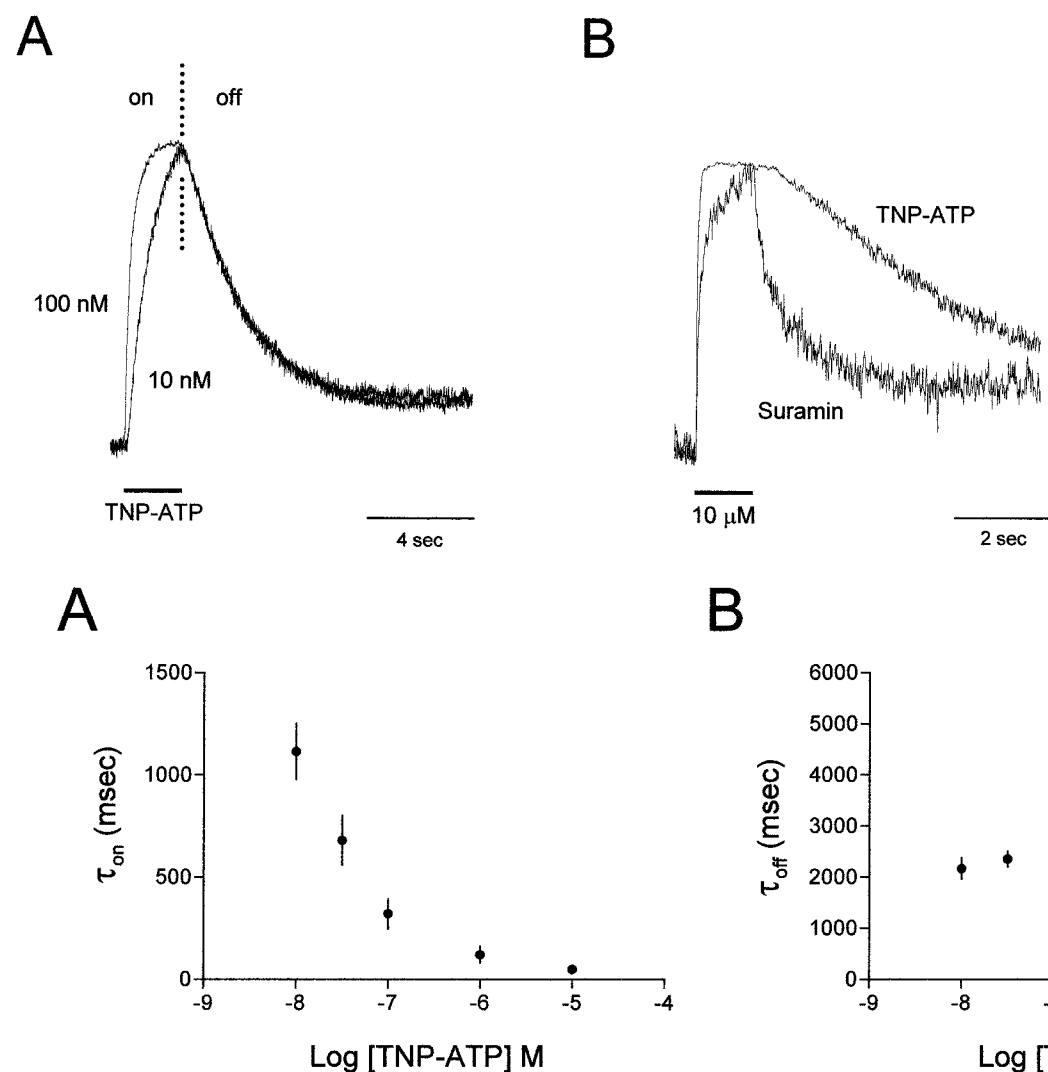 A
on
off
100 nM
10 nM
TNP-ATP
4 sec
B
TNP-ATP
Suramin
10 µM
2 sec
A
1500
1000
500
0
τon (msec)
-9 -8 -7 -6 -5 -4
Log [TNP-ATP] M
B
6000
5000
4000
3000
2000
1000
0
τoff (msec)
-9 -8
Log [T